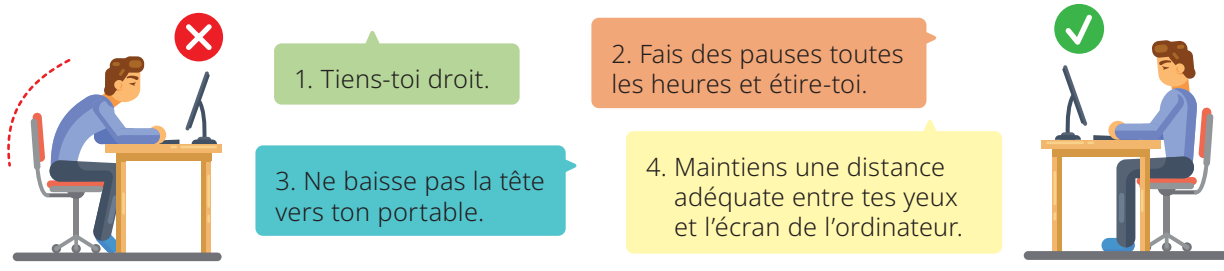 1. Tiens-toi droit.
2. Fais des pauses toutes
les heures et étire-toi.
3. Ne baisse pas la tête
vers ton portable.
4. Maintiens une distance
adéquate entre tes yeux
et l’écran de l’ordinateur.